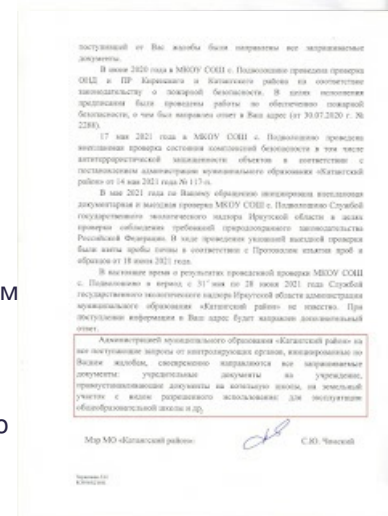 поступившей от Вас жалобы были направлены все запрашиваемые
документы.
В июне 2020 года в МКОУ СОШ с. Подволошино проведена проверка
ОНД и ПР Киренского и Катангского района на соответствие
законодательству о пожарной безопасности. В целях исполнения
предписания были проведены работы по обеспечению пожарной
безопасности, о чем был направлен ответ в Ваш адрес (от 30.07.2020 г. №
2288).
17 мая 2021 года в МКОУ СОШ с. Подволошино проведена
внеплановая проверка состояния комплексной безопасности в том числе
антитеррористической защищенности объектов в соответствии с
постановлением администрации муниципального образования «Катангский
район» от 14 мая 2021 года № 117-п.
В мае 2021 года по Вашему обращению инициирована внеплановая
документарная и выездная проверка МКОУ СОШ с. Подволошино Службой
государственного экологического надзора Иркутской области в целях
проверки соблюдения требований природоохранного законодательства
Российской Федерации. В ходе проведения указанной выездной проверки
были взяты пробы почвы в соответствии с Протоколом изъятия проб и
образцов от 18 июня 2021 года.
В настоящее время о результатах проведенной проверки МКОУ СОШ
с. Подволошино в период с 31 мая по 28 июня 2021 года Службой
государственного экологического надзора Иркутской области администрации
муниципального образования «Катангский район» не известно. При
поступлении информации в Ваш адрес будет направлен дополнительный
ответ.
Администрацией муниципального образования «Катангский район» на
все поступающие запросы от контролирующих органов, инициированные по
Вашим жалобам, своевременно направляются все запрашиваемые
документы: учредительные документы на учреждение,
правоустанавливающие документы на котельную школы, на земельный
участок с видом разрешенного использования: для эксплуатации
общеобразовательной школы и др.
м
о
Мэр МО «Катангский район» С.Ю. Чонский